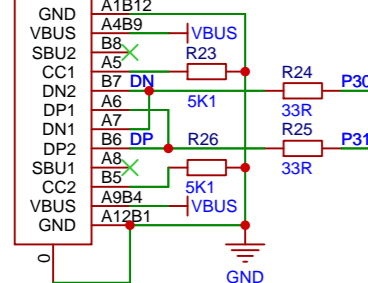 GND A1B12
VBUS A4B9 VBUS
SBU2 B8 R23
CC1 A5
DN2 B7 DN 5K1 R24 P30
DP1 A6 33R
DN1 A7 R25
DP2 B6 DP R26 P31
SBU1 A8 33R
CC2 B5 5K1
VBUS A9B4 VBUS
GND A12B1
0 GND